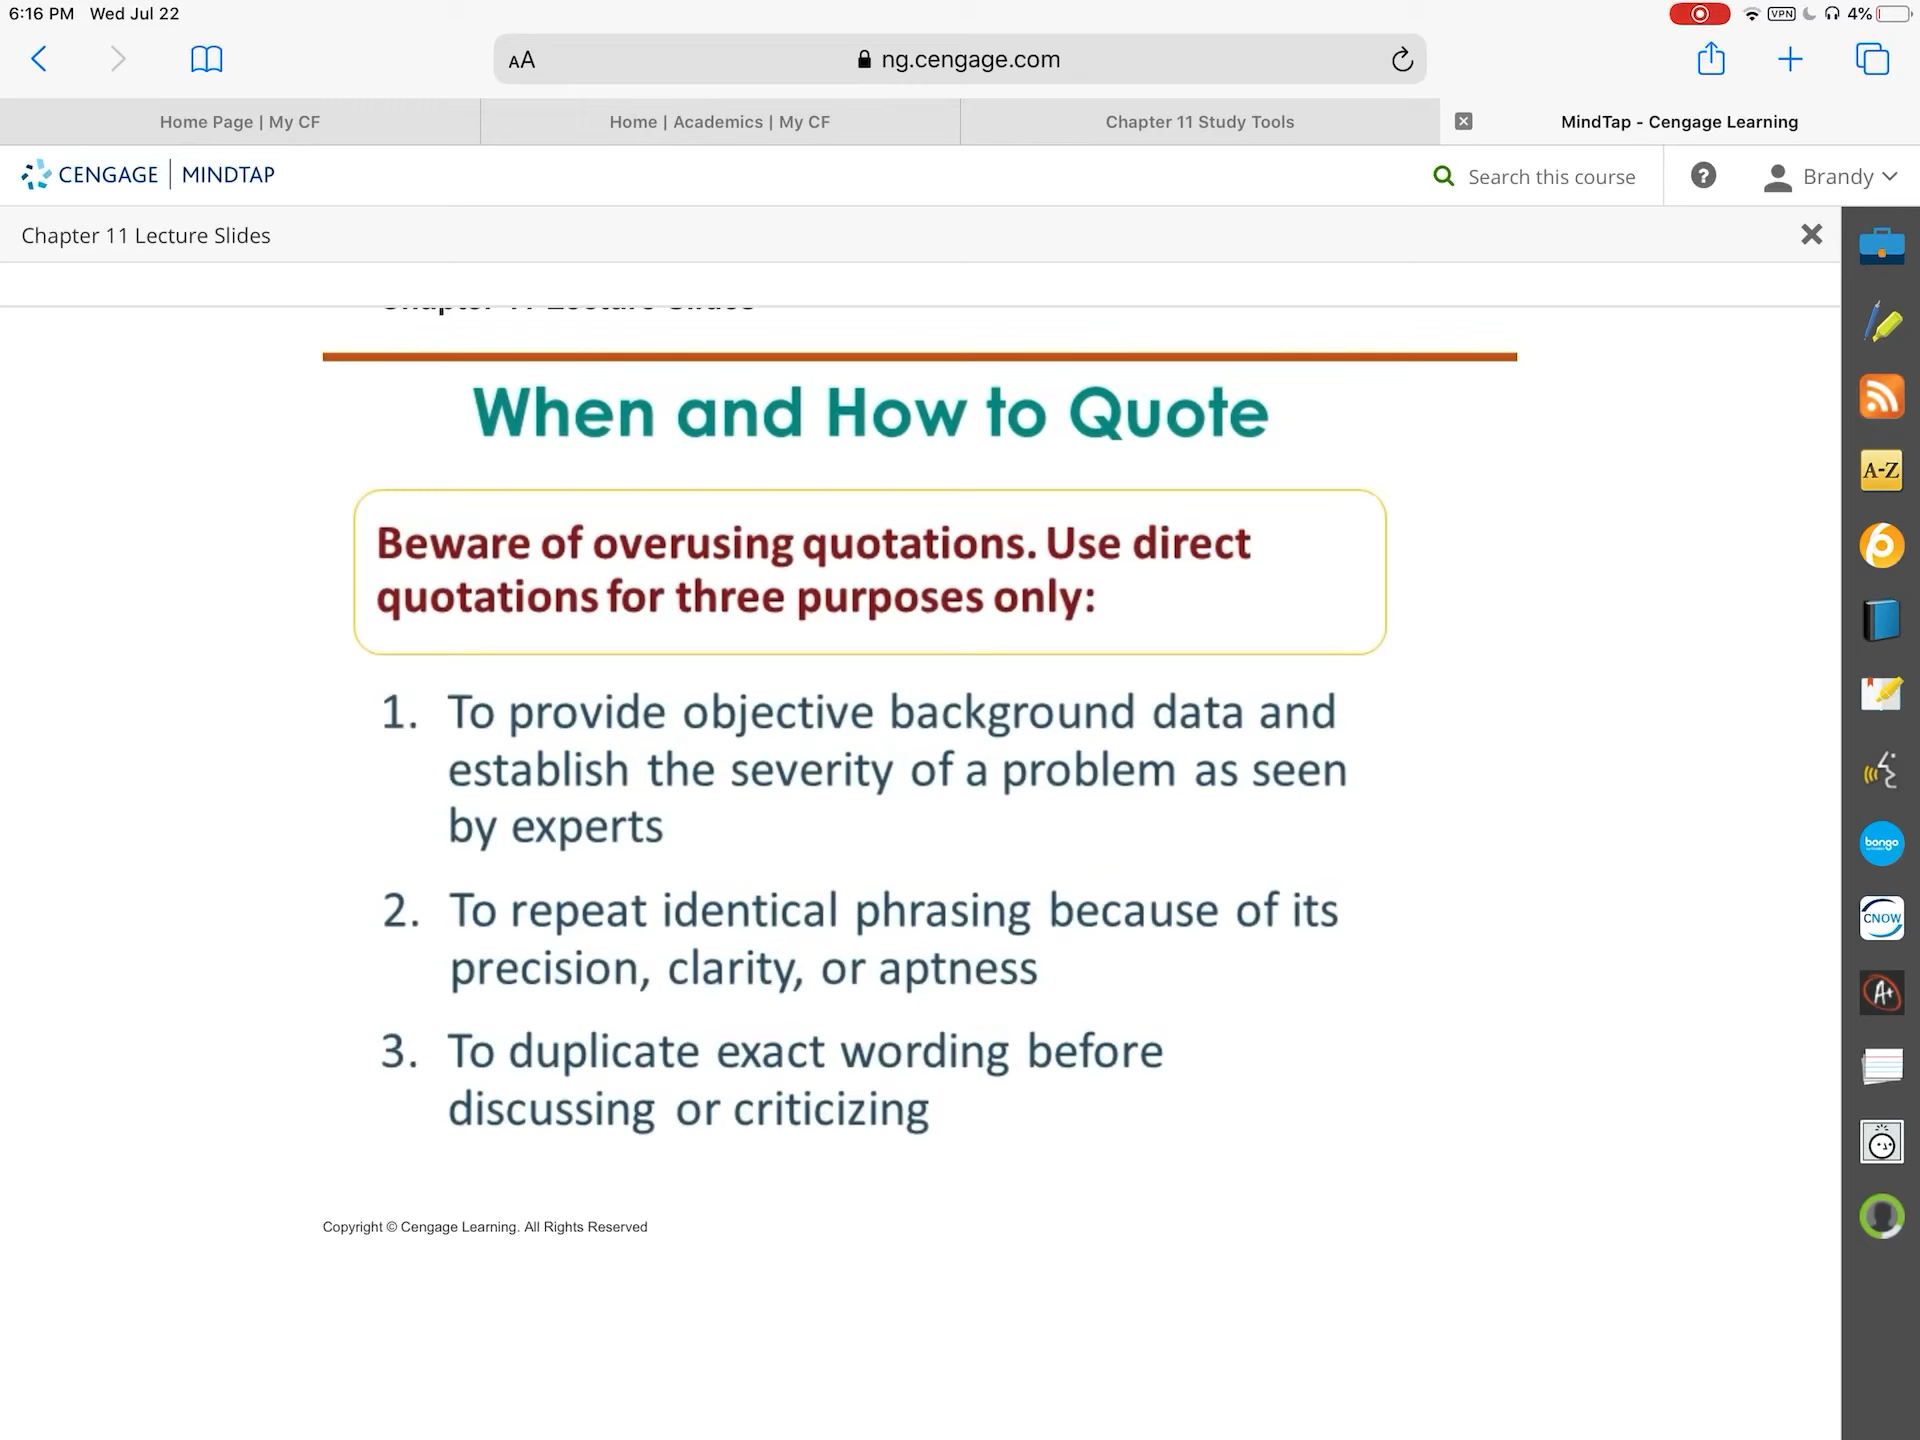 6:16 PM Wed Jul 22
VPN 4%
AA ng.cengage.com
Home Page | My CF Home | Academics | My CF Chapter 11 Study Tools MindTap - Cengage Learning
CENGAGE | MINDTAP Search this course ? Brandy
Chapter 11 Lecture Slides
Chapter 11 Lecture Slides
When and How to Quote
Beware of overusing quotations. Use direct
quotations for three purposes only:
1. To provide objective background data and
establish the severity of a problem as seen
by experts
2. To repeat identical phrasing because of its
precision, clarity, or aptness
3. To duplicate exact wording before
discussing or criticizing
Copyright © Cengage Learning. All Rights Reserved
A-Z
bongo
CNOW
A+